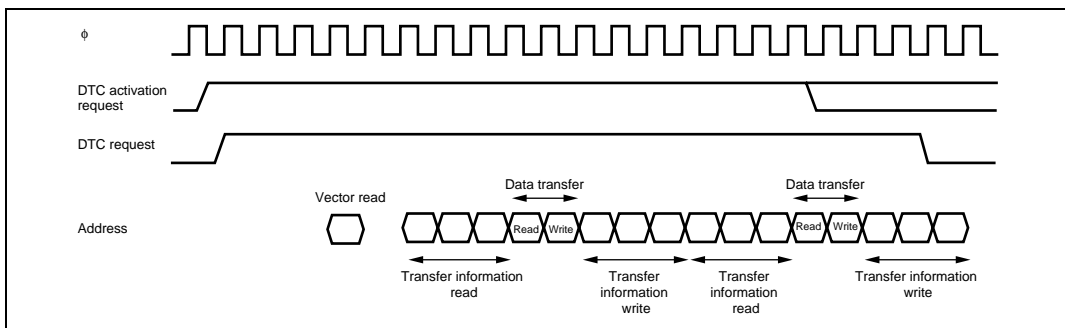 φ
DTC activation
request
DTC request
Vector read
Data transfer
Data transfer
Address
Read Write
Read Write
Transfer information
read
Transfer
information
write
Transfer
information
read
Transfer information
write